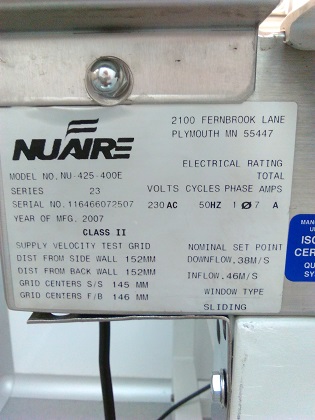 NUAIRE
2100 FERNBROOK LANE
PLYMOUTH MN 55447
MODEL NO. NU-425-400E
SERIES 23
SERIAL NO. 116466072507
YEAR OF MFG. 2007
CLASS II
ELECTRICAL RATING
TOTAL
VOLTS CYCLES PHASE AMPS
230 AC 50HZ 1 Ø 7 A
SUPPLY VELOCITY TEST GRID
DIST FROM SIDE WALL 152MM
DIST FROM BACK WALL 152MM
GRID CENTERS S/S 145 MM
GRID CENTERS F/B 146 MM
NOMINAL SET POINT
DOWNFLOW .38M/S
INFLOW .46M/S
WINDOW TYPE
SLIDING